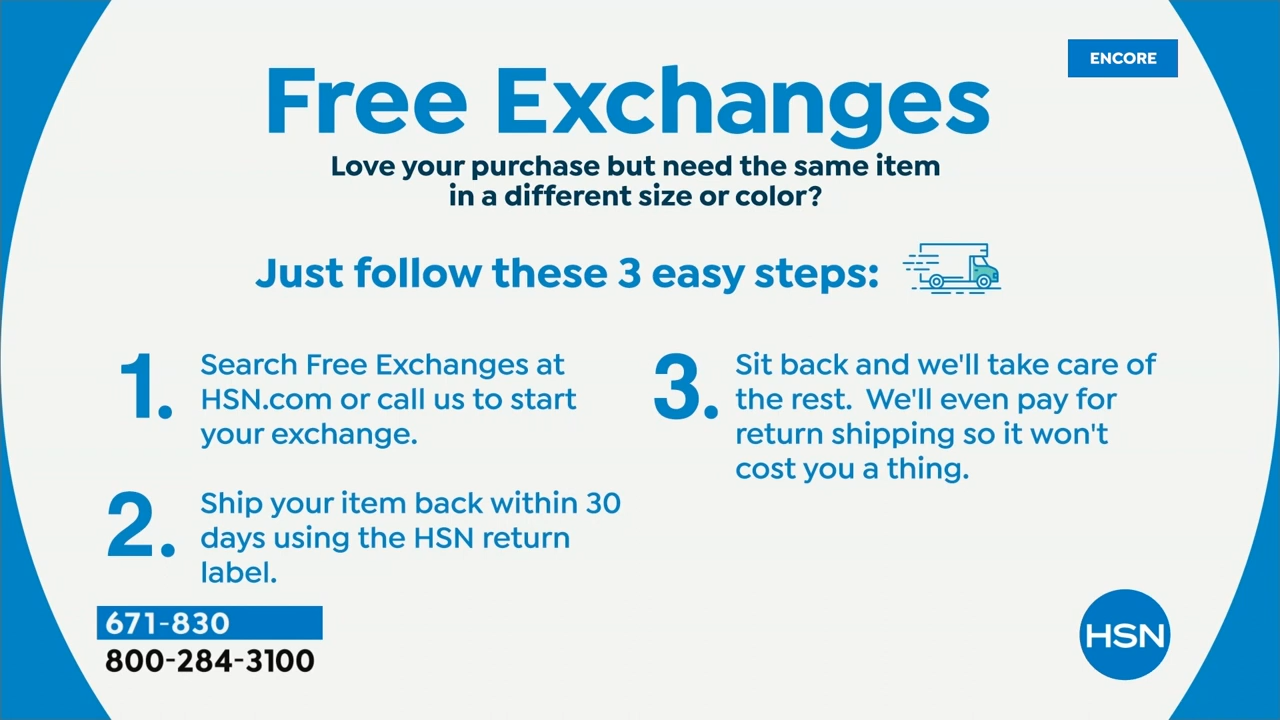 ENCORE
Free Exchanges
Love your purchase but need the same item
in a different size or color?
Just follow these 3 easy steps:
1. Search Free Exchanges at
HSN.com or call us to start
your exchange.
2. Ship your item back within 30
days using the HSN return
label.
3. Sit back and we'll take care of
the rest.  We'll even pay for
return shipping so it won't
cost you a thing.
671-830
800-284-3100
HSN